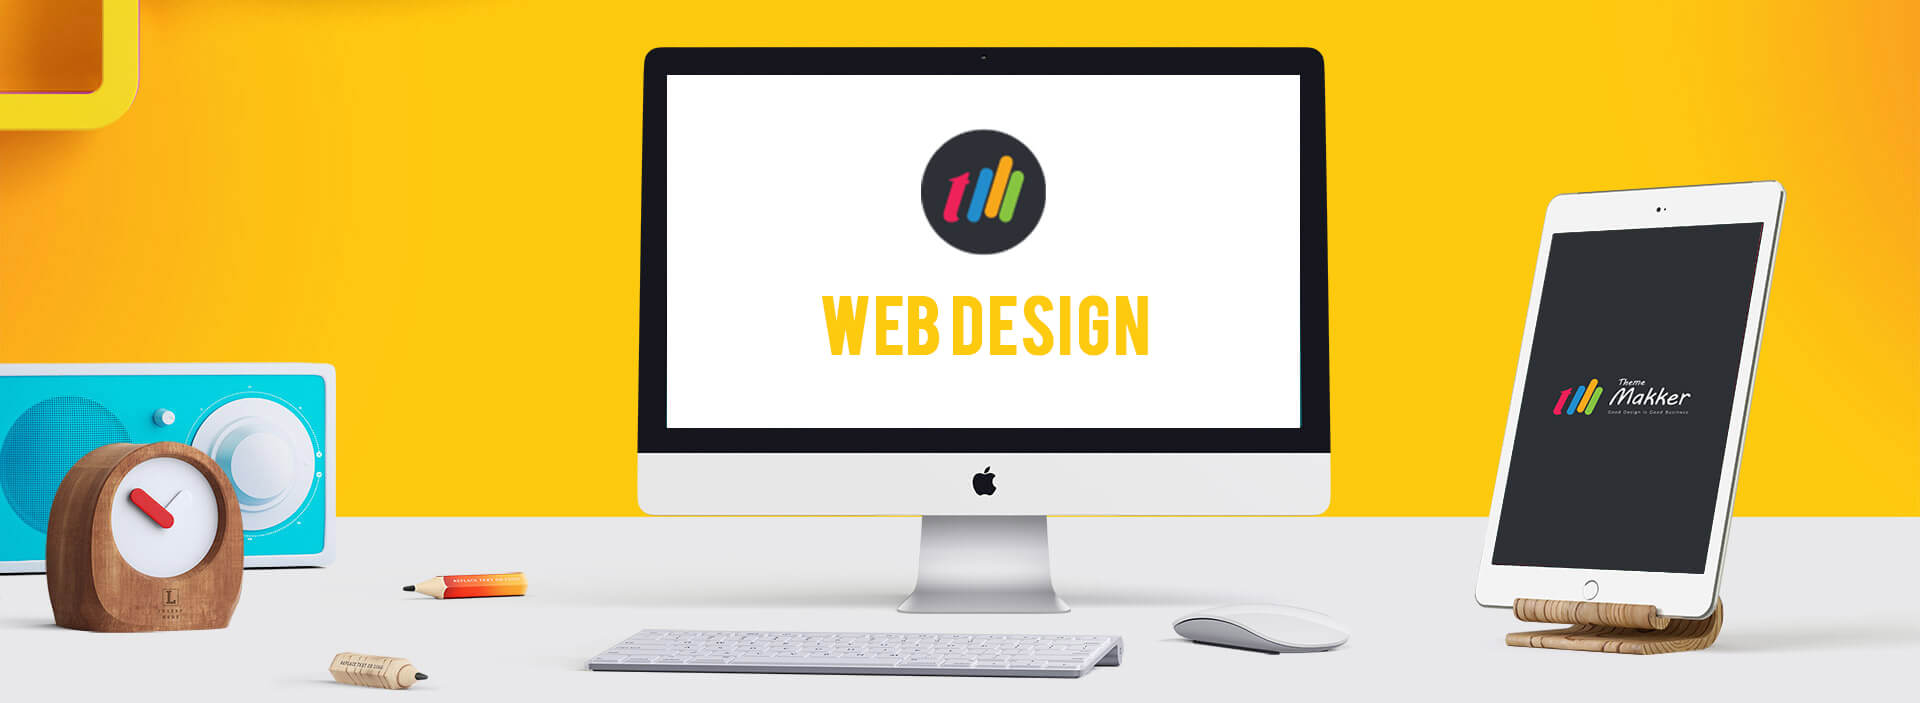 WEB DESIGN
Theme
Makker
Good Design is Good Business
REPLACE TEXT OR LOGO
L
REPLACE TEXT OR LOGO